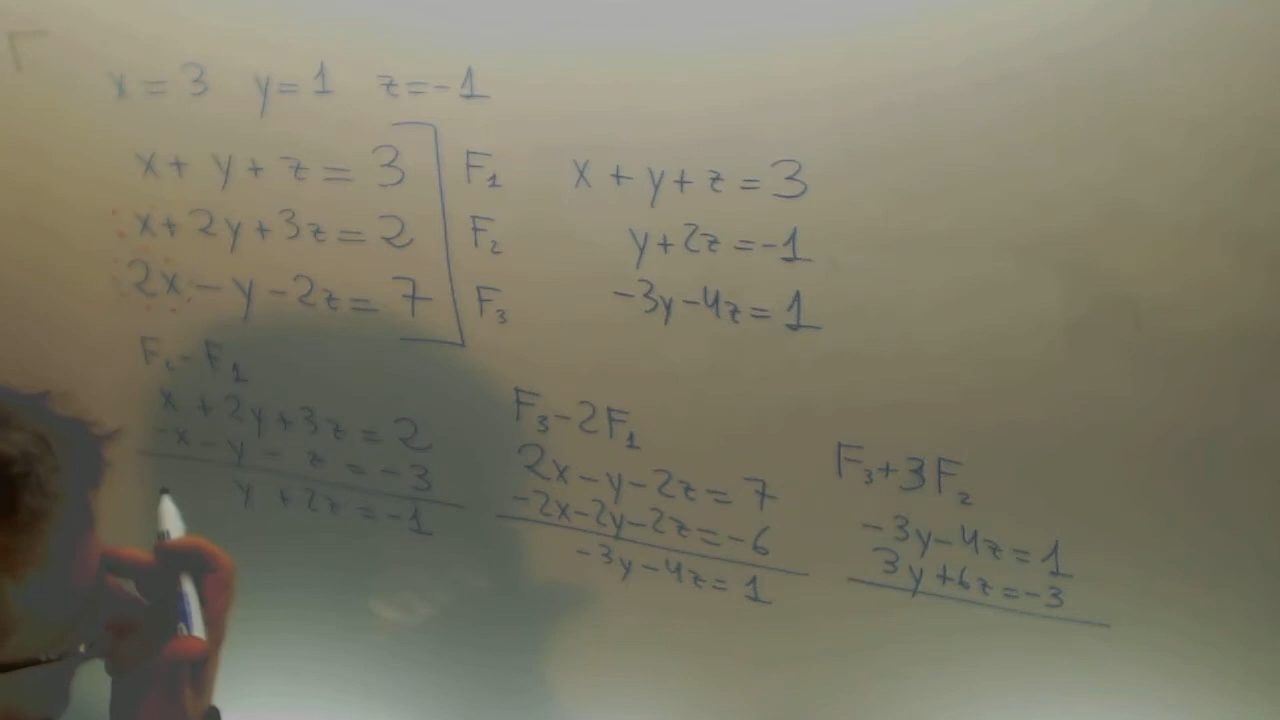 x = 3 y = 1 z = -1
x + y + z = 3 F1
x + 2y + 3z = 2 F2
2x - y - 2z = 7 F3
x + y + z = 3
y + 2z = -1
-3y - 4z = 1
F2 - F1
x + 2y + 3z = 2
-x - y - z = -3
y + 2z = -1
F3 - 2F1
2x - y - 2z = 7
-2x - 2y - 2z = -6
-3y - 4z = 1
F3 + 3F2
-3y - 4z = 1
3y + 6z = -3